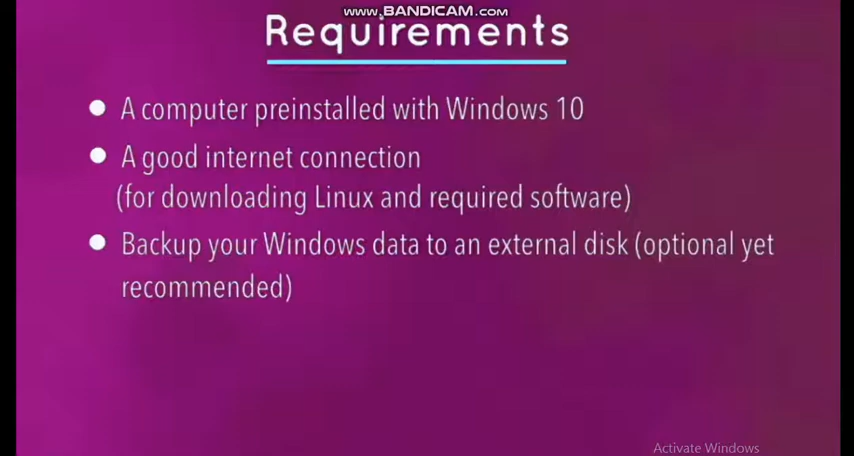 www.BANDICAM.com
Requirements
A computer preinstalled with Windows 10
A good internet connection
(for downloading Linux and required software)
Backup your Windows data to an external disk (optional yet
recommended)
Activate Windows